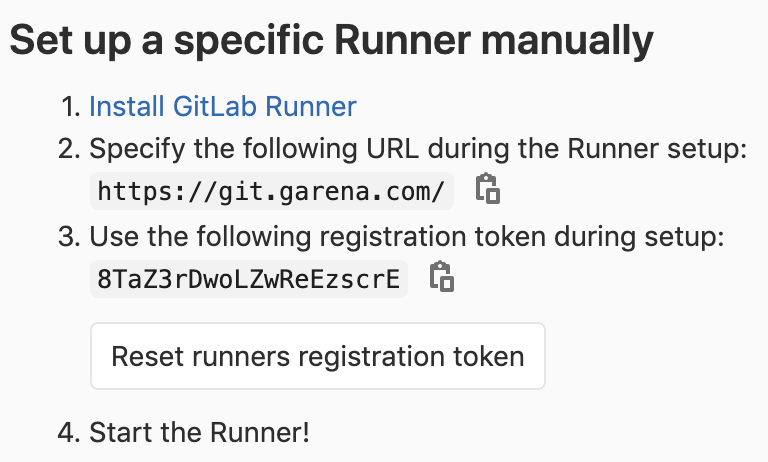 Set up a specific Runner manually
1. Install GitLab Runner
2. Specify the following URL during the Runner setup:
https://git.garena.com/
3. Use the following registration token during setup:
8TaZ3rDwoLZwReEzscrE
Reset runners registration token
4. Start the Runner!